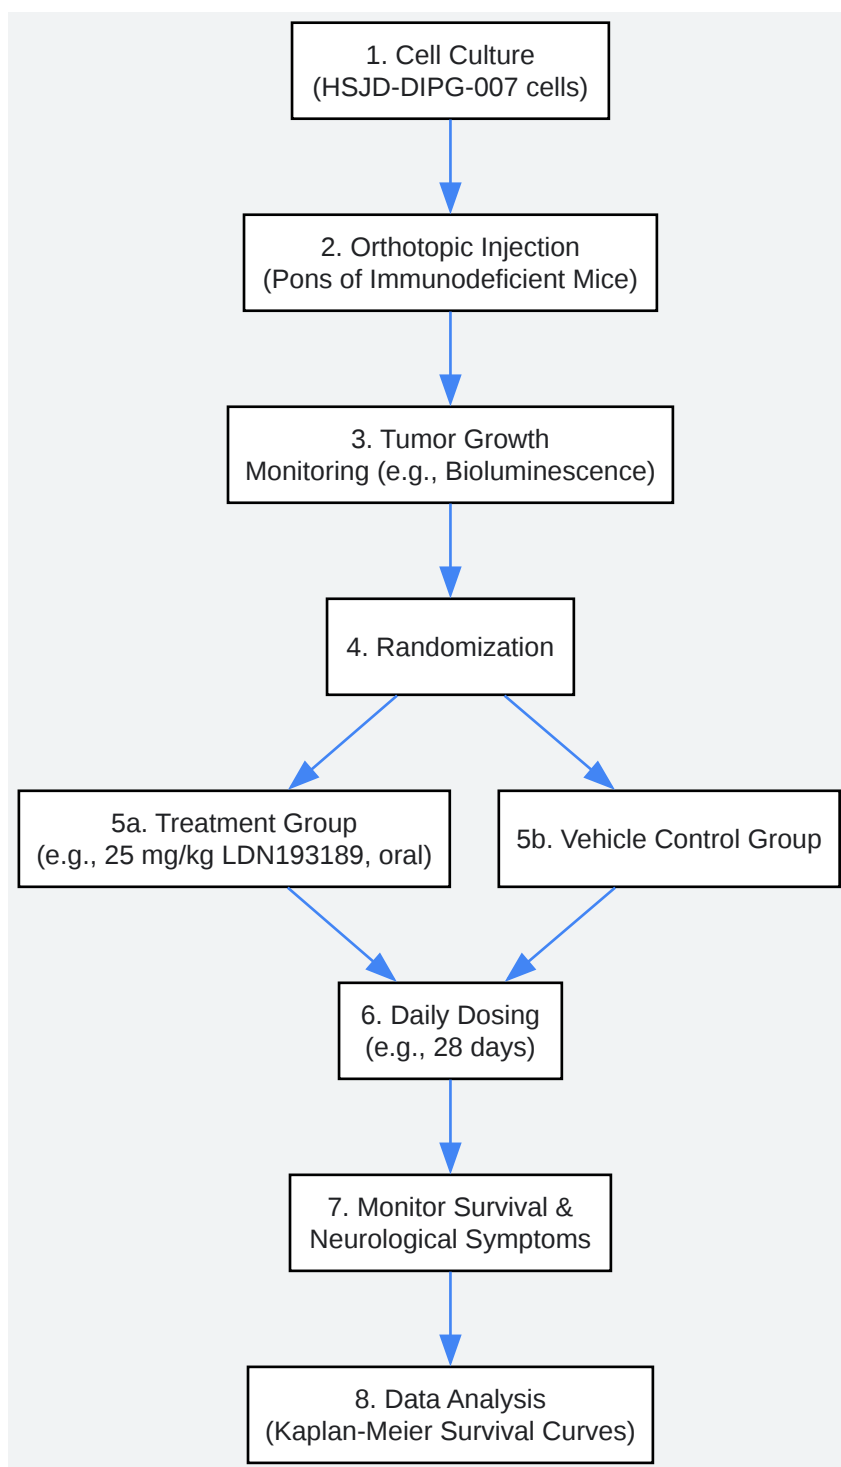 1. Cell Culture
(HSJD-DIPG-007 cells)
2. Orthotopic Injection
(Pons of Immunodeficient Mice)
3. Tumor Growth
Monitoring (e.g., Bioluminescence)
4. Randomization
5a. Treatment Group
(e.g., 25 mg/kg LDN193189, oral)
5b. Vehicle Control Group
6. Daily Dosing
(e.g., 28 days)
7. Monitor Survival &
Neurological Symptoms
8. Data Analysis
(Kaplan-Meier Survival Curves)